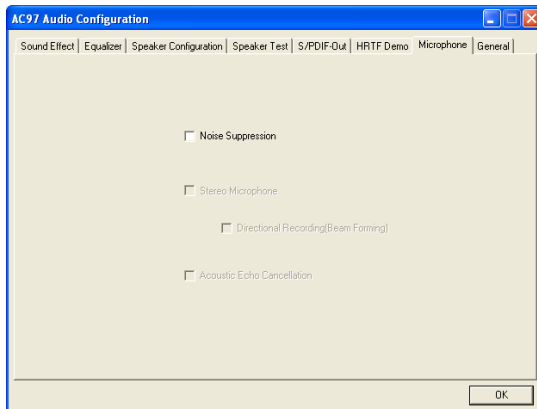 AC97 Audio Configuration
Sound Effect Equalizer Speaker Configuration Speaker Test S/PDIF-Out HRTF Demo Microphone General
Noise Suppression
Stereo Microphone
Directional Recording(Beam Forming)
Acoustic Echo Cancellation
OK